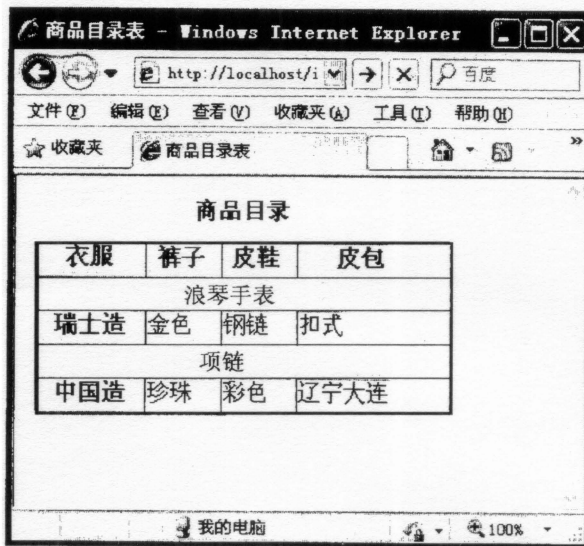 商品目录表 - Windows Internet Explorer
http://localhost/i
百度
文件(F) 编辑(E) 查看(V) 收藏夹(A) 工具(T) 帮助(H)
收藏夹 商品目录表 »
商品目录
衣服 裤子 皮鞋 皮包
浪琴手表
瑞士造 金色 钢链 扣式
项链
中国造 珍珠 彩色 辽宁大连
我的电脑 100%